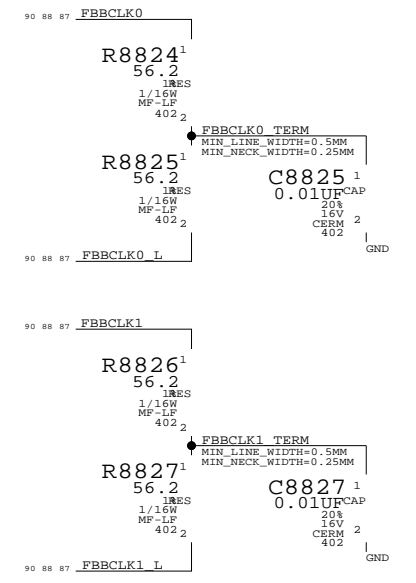 90 88 87 FBBCLK0
R8824 1
56.2
1%RES
1/16W
MF-LF
402 2
FBBCLK0_TERM
MIN_LINE_WIDTH=0.5MM
MIN_NECK_WIDTH=0.25MM
R8825 1
56.2
1%RES
1/16W
MF-LF
402 2
C8825 1
0.01UF CAP
20%
16V
CERM 2
402
GND
90 88 87 FBBCLK0_L
90 88 87 FBBCLK1
R8826 1
56.2
1%RES
1/16W
MF-LF
402 2
FBBCLK1_TERM
MIN_LINE_WIDTH=0.5MM
MIN_NECK_WIDTH=0.25MM
R8827 1
56.2
1%RES
1/16W
MF-LF
402 2
C8827 1
0.01UF CAP
20%
16V
CERM 2
402
GND
90 88 87 FBBCLK1_L